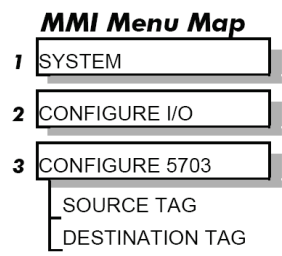 MMI Menu Map
1 SYSTEM
2 CONFIGURE I/O
3 CONFIGURE 5703
SOURCE TAG
DESTINATION TAG